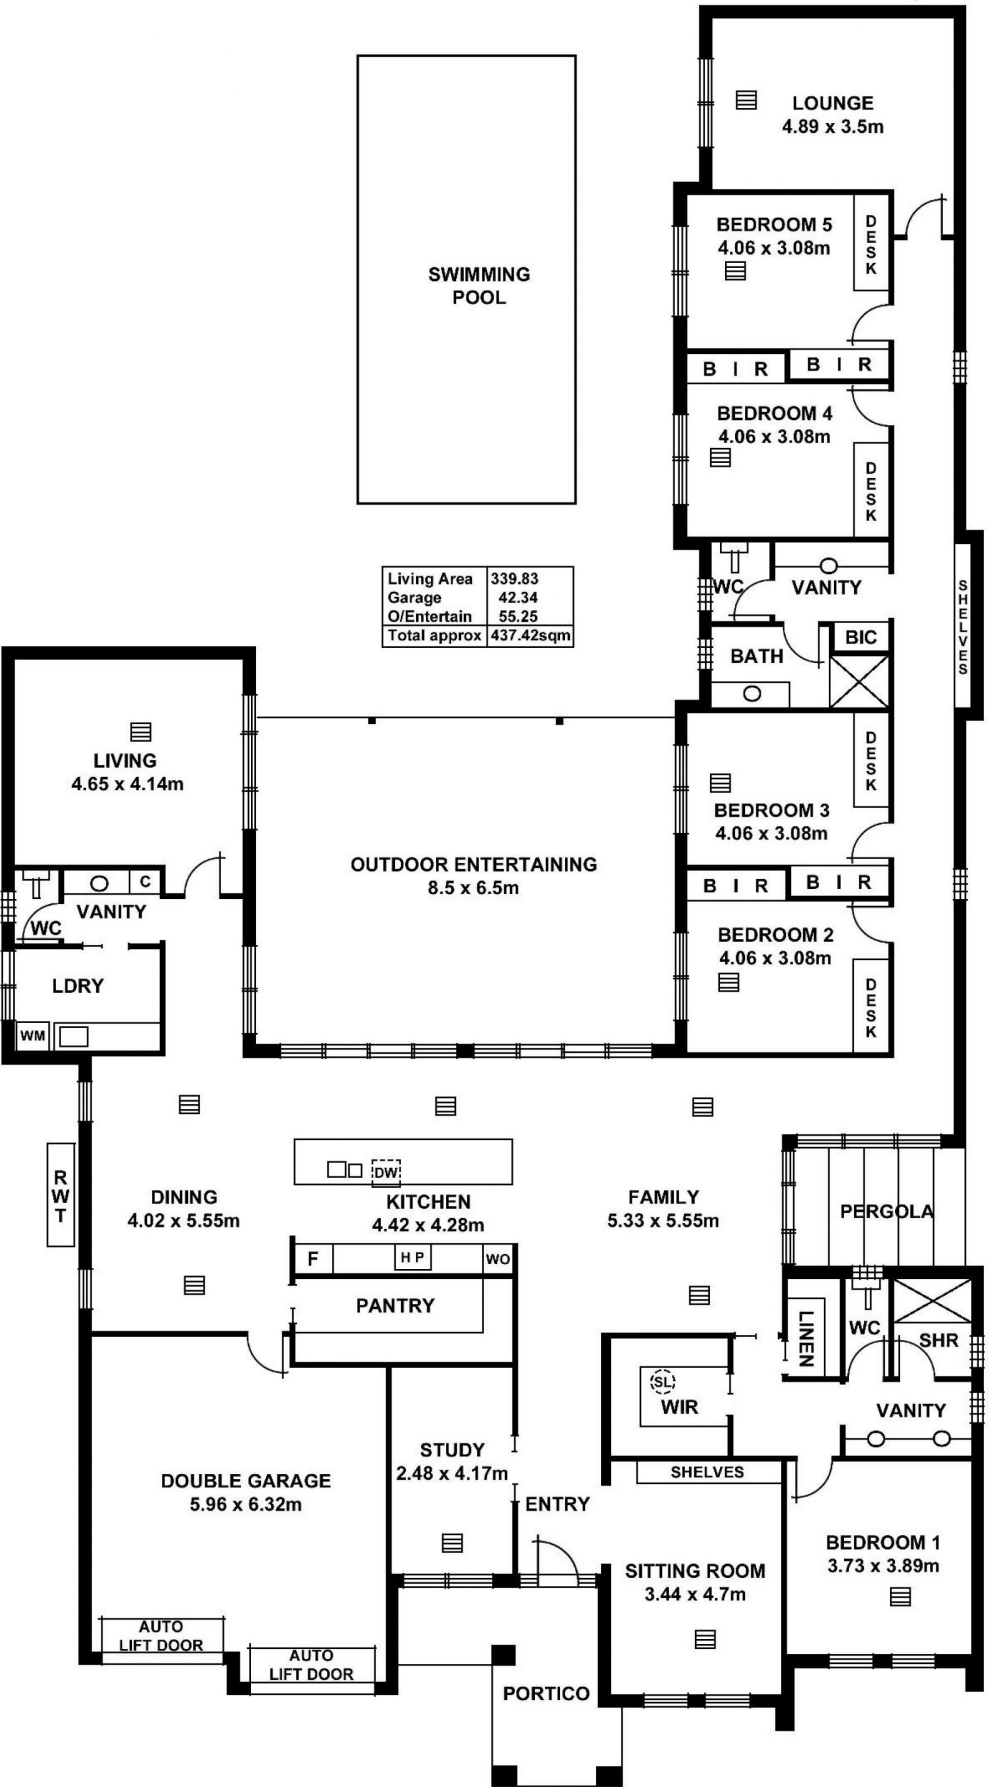 LOUNGE
4.89 x 3.5m
BEDROOM 5
4.06 x 3.08m
DESK
SWIMMING
POOL
B I R
B I R
BEDROOM 4
4.06 x 3.08m
DESK
Living Area 339.83
Garage 42.34
O/Entertain 55.25
Total approx 437.42sqm
WC
VANITY
SHELVES
BIC
BATH
LIVING
4.65 x 4.14m
DESK
BEDROOM 3
4.06 x 3.08m
OUTDOOR ENTERTAINING
8.5 x 6.5m
B I R
B I R
C
VANITY
WC
BEDROOM 2
4.06 x 3.08m
DESK
LDRY
WM
RWT
DINING
4.02 x 5.55m
DW
KITCHEN
4.42 x 4.28m
FAMILY
5.33 x 5.55m
PERGOLA
F
HP
WO
PANTRY
LINEN
WC
SHR
SL
WIR
VANITY
STUDY
2.48 x 4.17m
SHELVES
DOUBLE GARAGE
5.96 x 6.32m
ENTRY
SITTING ROOM
3.44 x 4.7m
BEDROOM 1
3.73 x 3.89m
AUTO
LIFT DOOR
AUTO
LIFT DOOR
PORTICO